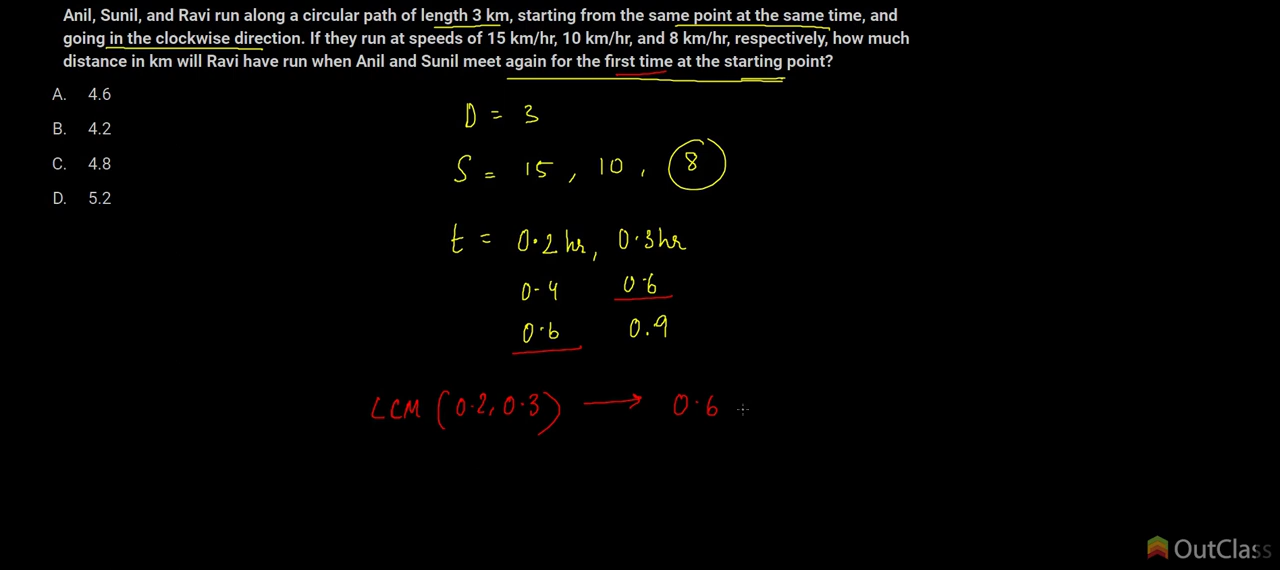 Anil, Sunil, and Ravi run along a circular path of length 3 km, starting from the same point at the same time, and
going in the clockwise direction. If they run at speeds of 15 km/hr, 10 km/hr, and 8 km/hr, respectively, how much
distance in km will Ravi have run when Anil and Sunil meet again for the first time at the starting point?
A. 4.6
B. 4.2
C. 4.8
D. 5.2
D = 3
S = 15, 10, 8
t = 0.2 hr, 0.3 hr
0.4 0.6
0.6 0.9
LCM (0.2, 0.3) → 0.6
OutClass